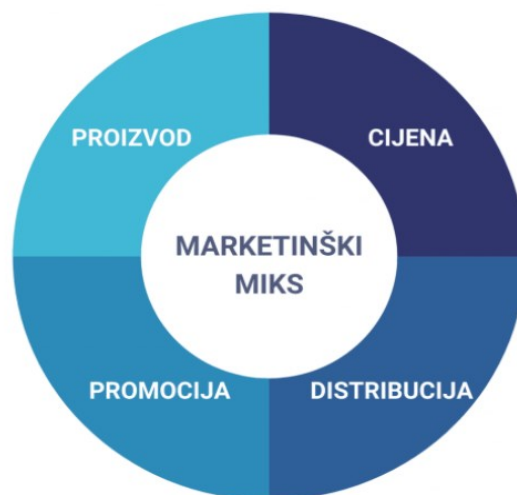 PROIZVOD
CIJENA
MARKETINŠKI
MIKS
PROMOCIJA
DISTRIBUCIJA